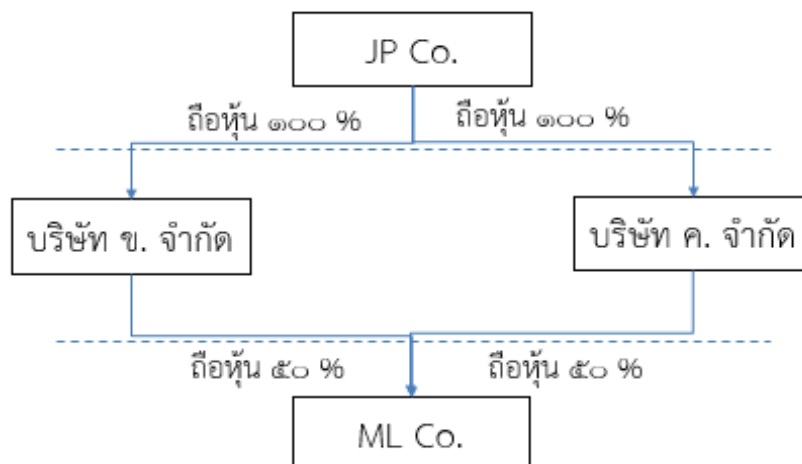 JP Co.
ถือหุ้น ๑๐๐ %
ถือหุ้น ๑๐๐ %
บริษัท ข. จำกัด
บริษัท ค. จำกัด
ถือหุ้น ๕๐ %
ถือหุ้น ๕๐ %
ML Co.